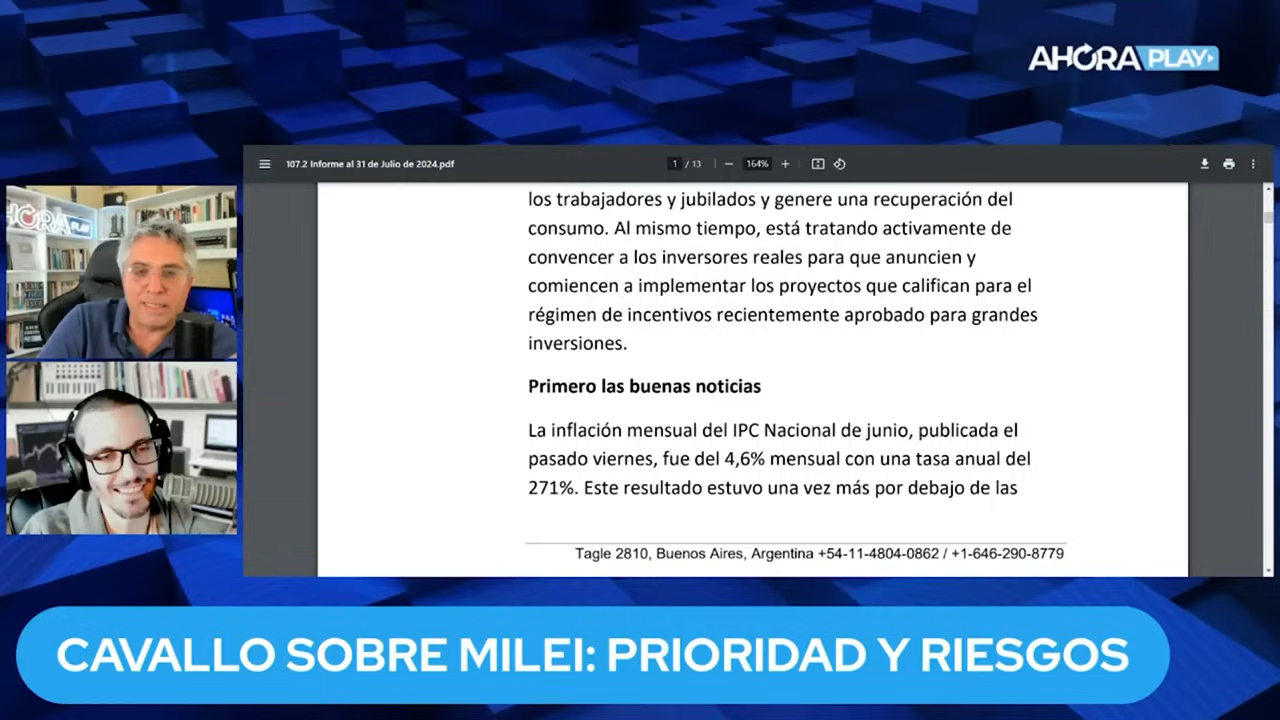 AHORA PLAY
107.2 Informe al 31 de Julio de 2024.pdf
1 / 13
164%
los trabajadores y jubilados y genere una recuperación del
consumo. Al mismo tiempo, está tratando activamente de
convencer a los inversores reales para que anuncien y
comiencen a implementar los proyectos que califican para el
régimen de incentivos recientemente aprobado para grandes
inversiones.
Primero las buenas noticias
La inflación mensual del IPC Nacional de junio, publicada el
pasado viernes, fue del 4,6% mensual con una tasa anual del
271%. Este resultado estuvo una vez más por debajo de las
Tagle 2810, Buenos Aires, Argentina +54-11-4804-0862 / +1-646-290-8779
CAVALLO SOBRE MILEI: PRIORIDAD Y RIESGOS